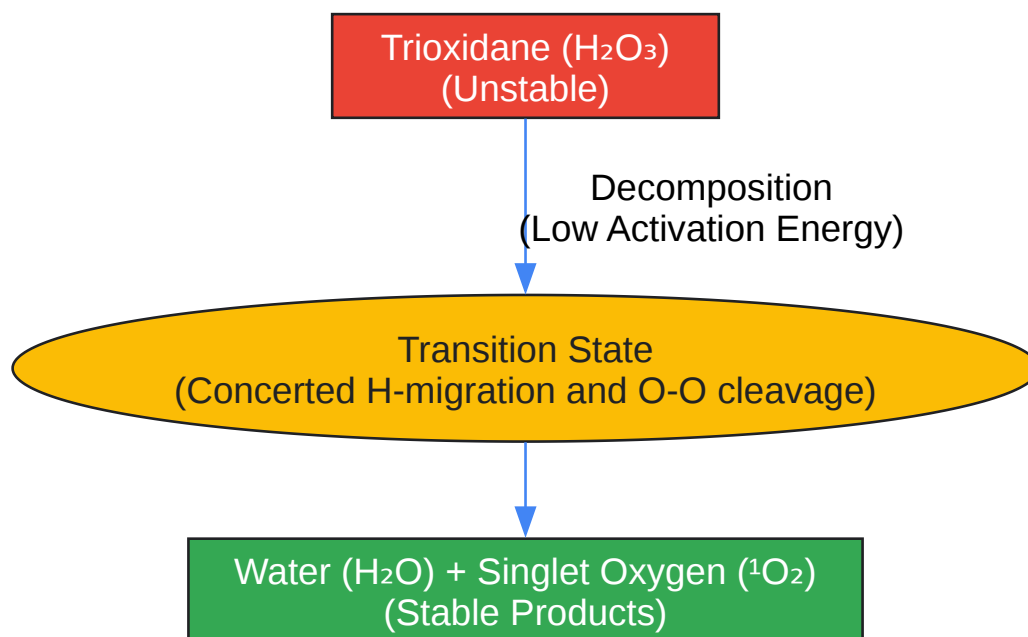 Trioxidane (H₂O₃)
(Unstable)
Decomposition
(Low Activation Energy)
Transition State
(Concerted H-migration and O-O cleavage)
Water (H₂O) + Singlet Oxygen (¹O₂)
(Stable Products)